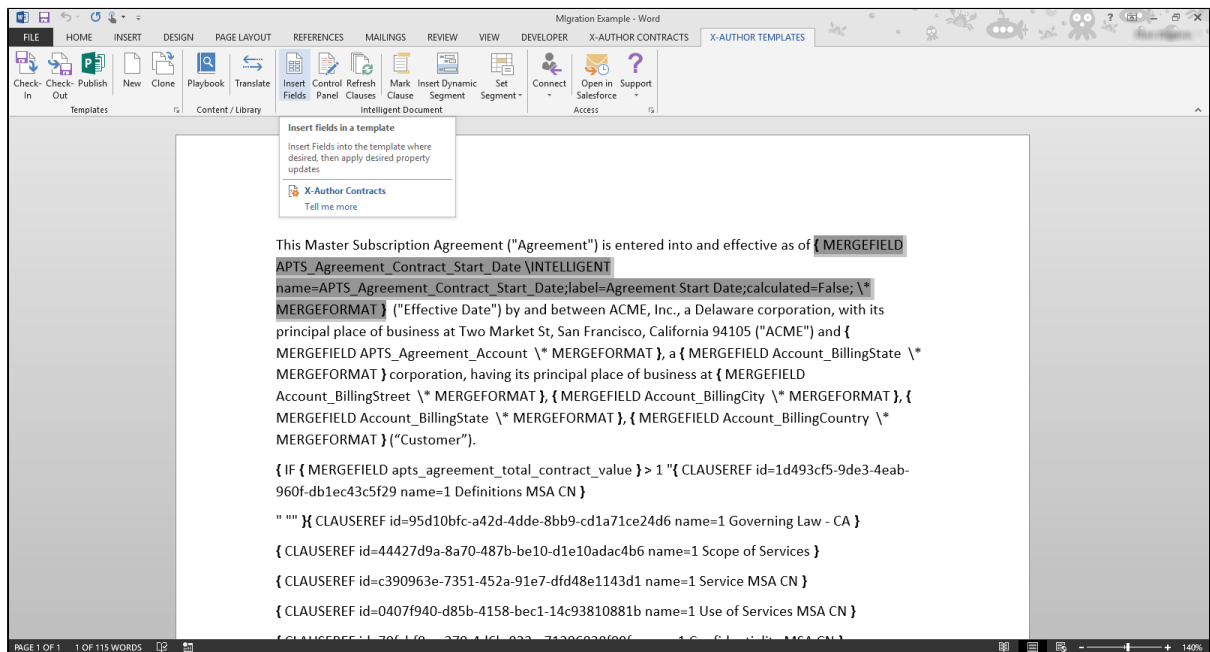 MIgration Example - Word
FILE HOME INSERT DESIGN PAGE LAYOUT REFERENCES MAILINGS REVIEW VIEW DEVELOPER X-AUTHOR CONTRACTS X-AUTHOR TEMPLATES
Check-In Check-Out Publish New Clone Playbook Translate Insert Fields Control Panel Refresh Clauses Mark Clause Insert Dynamic Segment Set Segment Connect Open in Salesforce Support
Templates Content / Library Intelligent Document Access
Insert fields in a template
Insert Fields into the template where
desired, then apply desired property
updates
X-Author Contracts
Tell me more
This Master Subscription Agreement ("Agreement") is entered into and effective as of { MERGEFIELD
APTS_Agreement_Contract_Start_Date \INTELLIGENT
name=APTS_Agreement_Contract_Start_Date;label=Agreement Start Date;calculated=False; \*
MERGEFORMAT } ("Effective Date") by and between ACME, Inc., a Delaware corporation, with its
principal place of business at Two Market St, San Francisco, California 94105 ("ACME") and {
MERGEFIELD APTS_Agreement_Account \* MERGEFORMAT }, a { MERGEFIELD Account_BillingState \*
MERGEFORMAT } corporation, having its principal place of business at { MERGEFIELD
Account_BillingStreet \* MERGEFORMAT }, { MERGEFIELD Account_BillingCity \* MERGEFORMAT }, {
MERGEFIELD Account_BillingState \* MERGEFORMAT }, { MERGEFIELD Account_BillingCountry \*
MERGEFORMAT } (“Customer”).
{ IF { MERGEFIELD apts_agreement_total_contract_value } > 1 "{ CLAUSEREF id=1d493cf5-9de3-4eab-
960f-db1ec43c5f29 name=1 Definitions MSA CN }
" "" }{ CLAUSEREF id=95d10bfc-a42d-4dde-8bb9-cd1a71ce24d6 name=1 Governing Law - CA }
{ CLAUSEREF id=44427d9a-8a70-487b-be10-d1e10adac4b6 name=1 Scope of Services }
{ CLAUSEREF id=c390963e-7351-452a-91e7-dfd48e1143d1 name=1 Service MSA CN }
{ CLAUSEREF id=0407f940-d85b-4158-bec1-14c93810881b name=1 Use of Services MSA CN }
PAGE 1 OF 1 1 OF 115 WORDS 140%